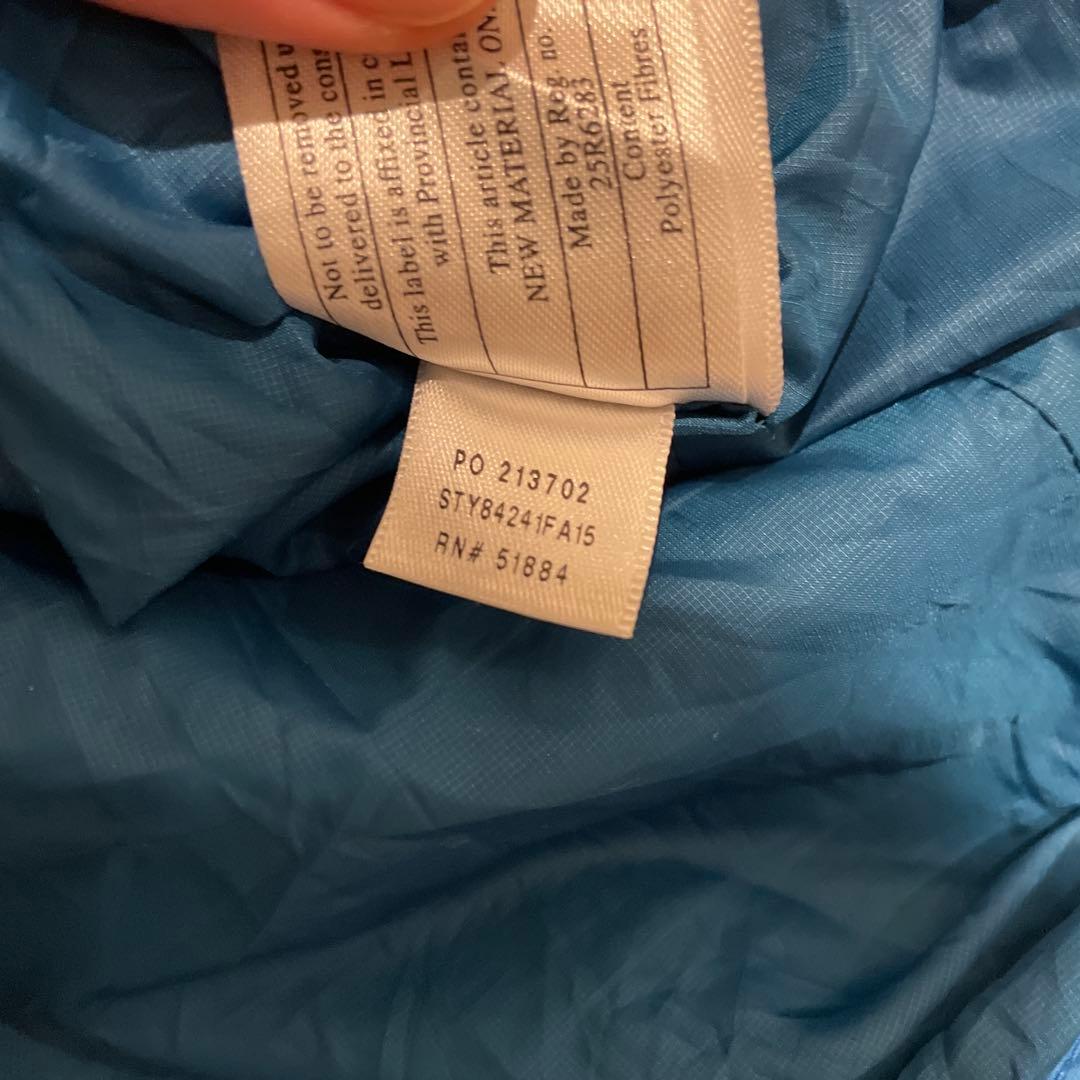 Not to be removed u
delivered to the con
This label is affixed in c
with Provincial L
This article contai
NEW MATERIAL ON
Made by Reg no.
25R6283
Content
Polyester Fibres
PO 213702
STY84241FA15
RN# 51884